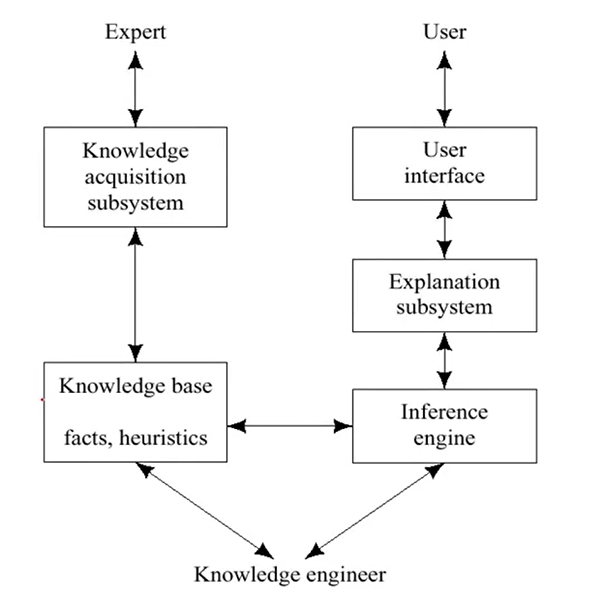 Expert
User
Knowledge
acquisition
subsystem
User
interface
Explanation
subsystem
Knowledge base
facts, heuristics
Inference
engine
Knowledge engineer